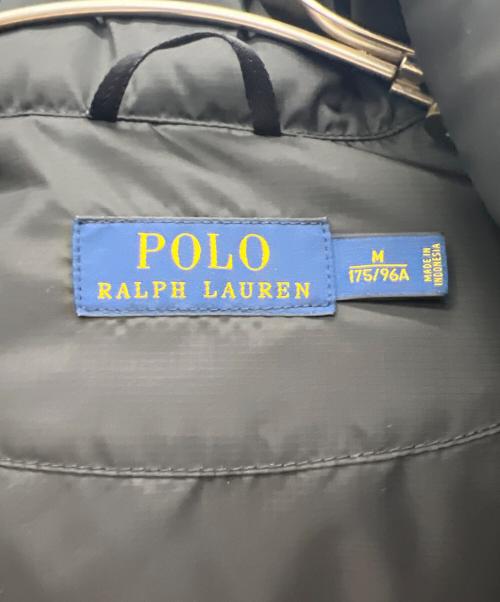 POLO
RALPH LAUREN
M
175/96A
MADE IN
INDONESIA